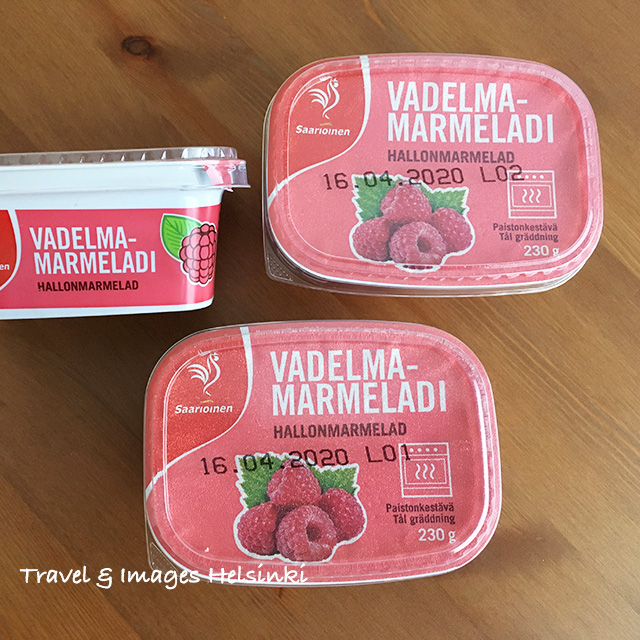 Saarioinen
VADELMA-
MARMELADI
HALLONMARMELAD
16.04.2020 L02
Paistonkestävä
Tål gräddning
230 g
nen
VADELMA-
MARMELADI
HALLONMARMELAD
Saarioinen
VADELMA-
MARMELADI
HALLONMARMELAD
16.04.2020 L01
Paistonkestävä
Tål gräddning
230 g
Travel & Images Helsinki